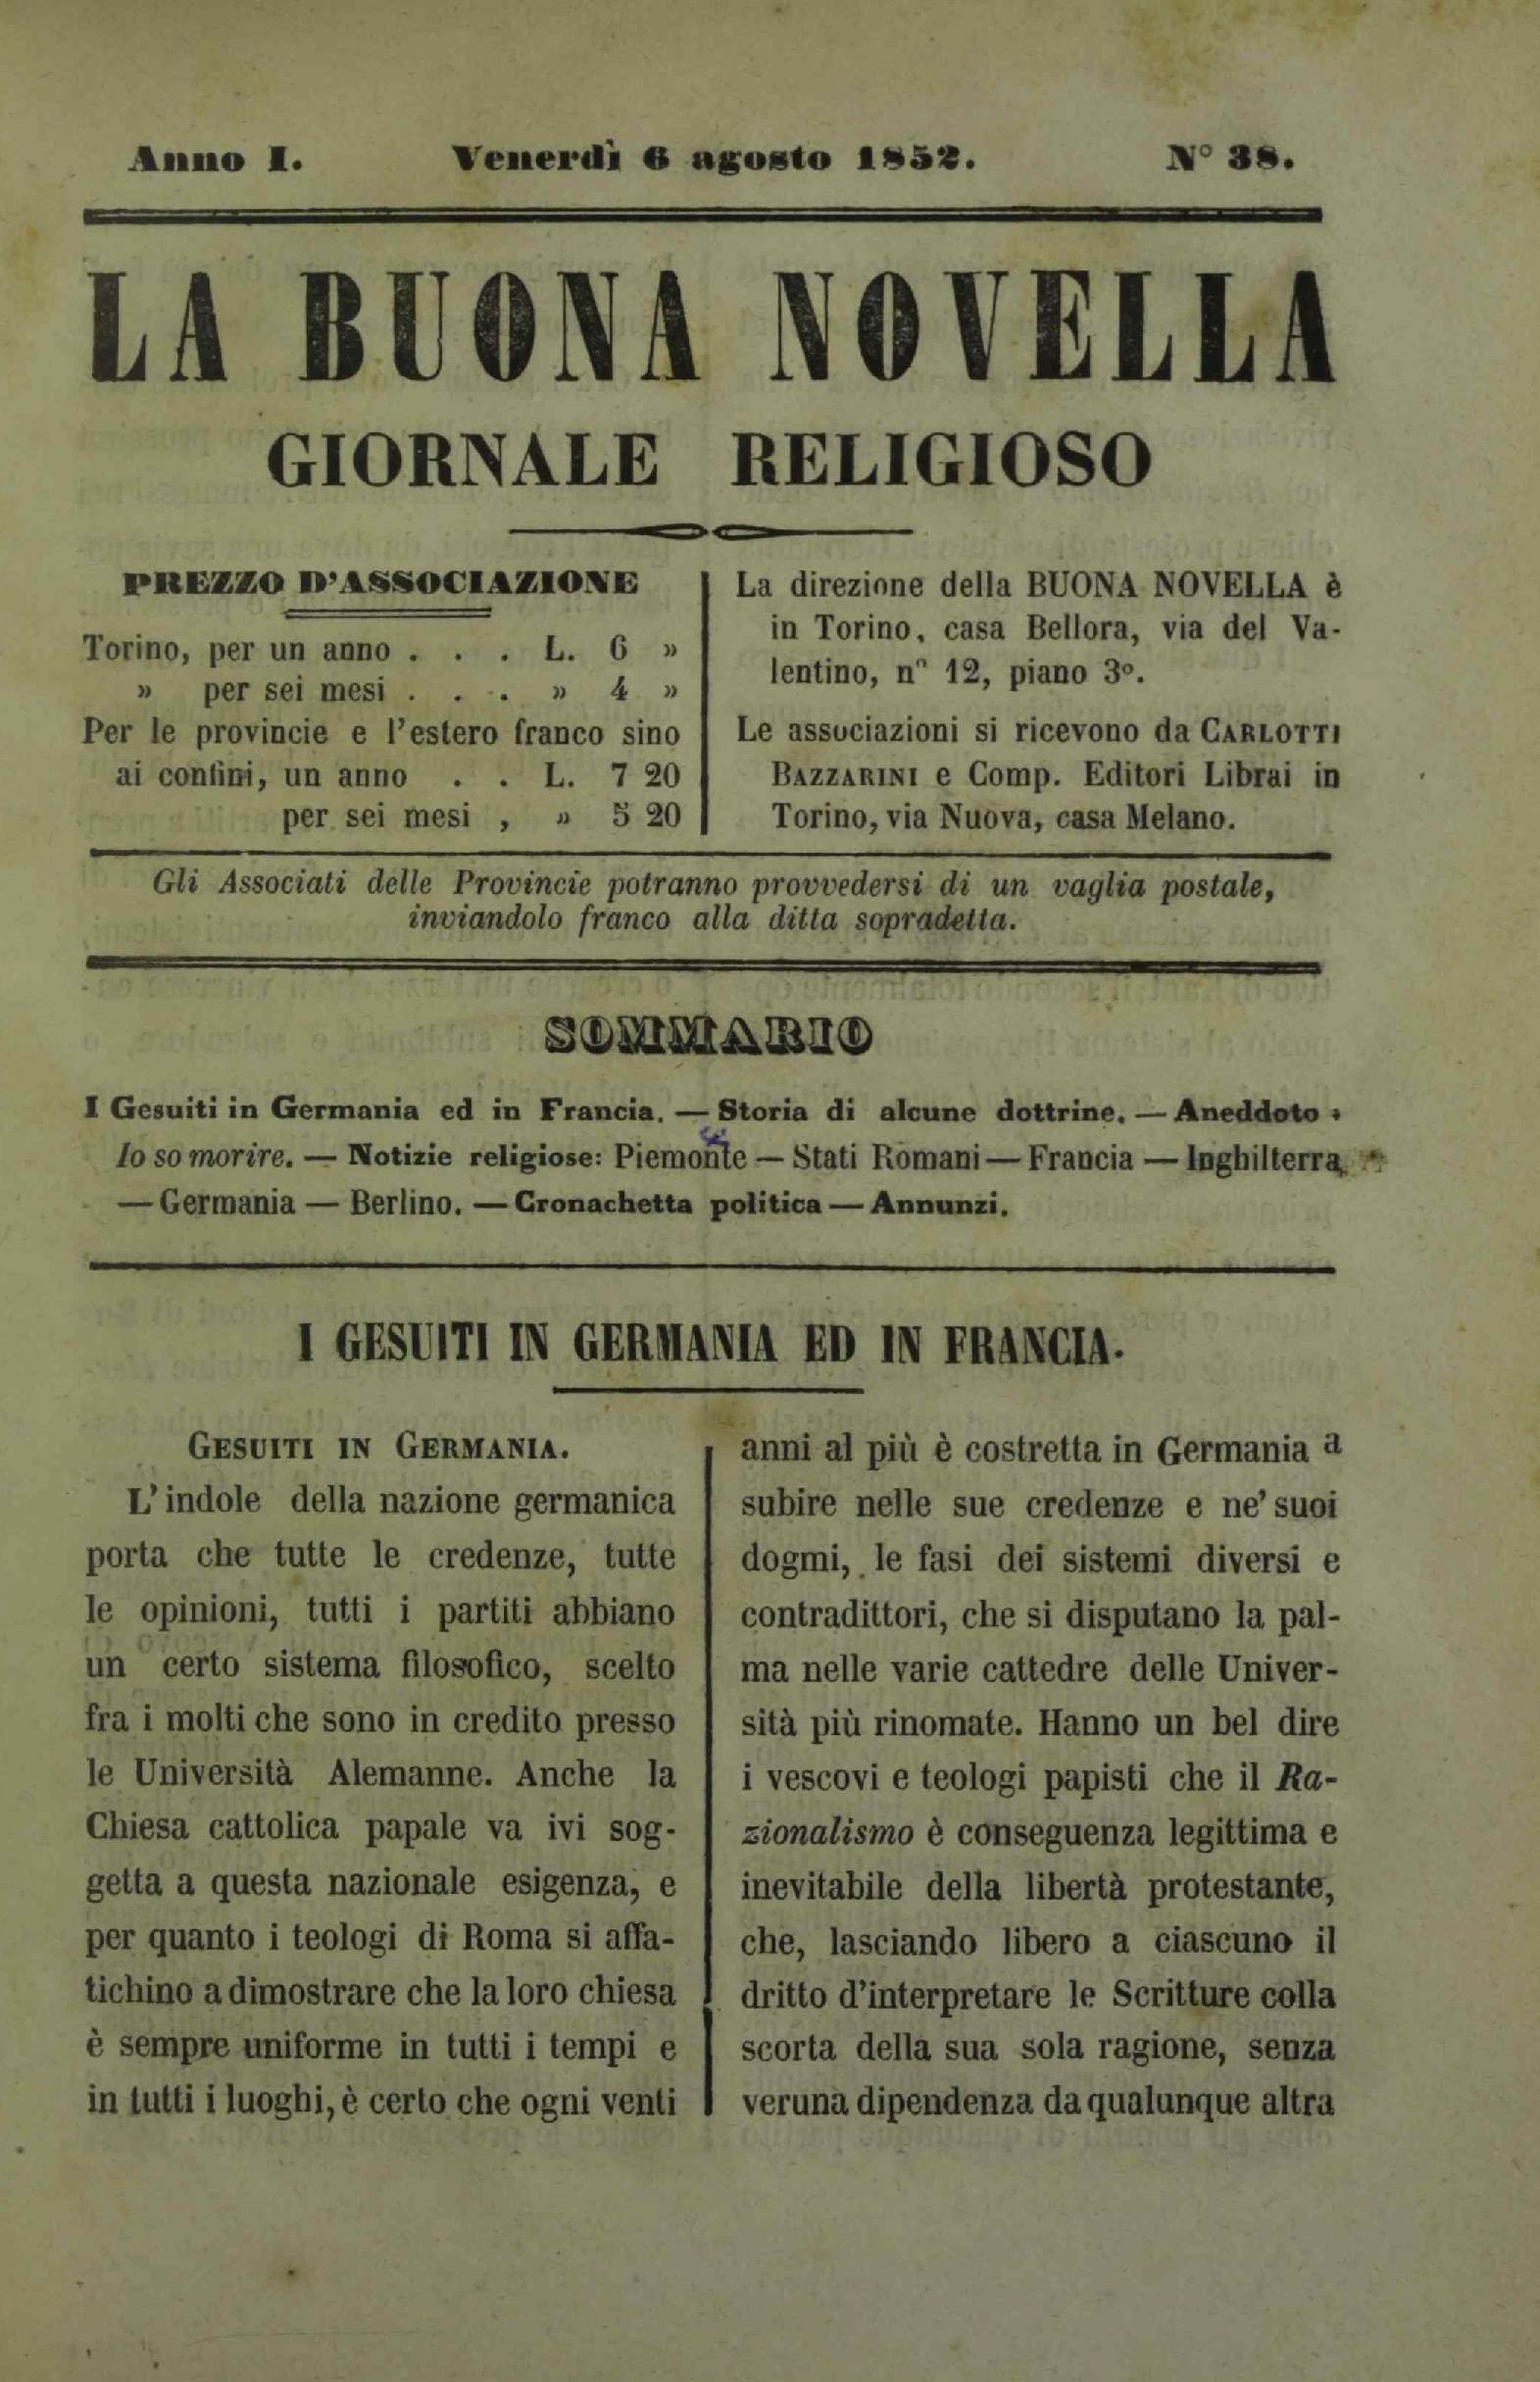 Anno I. Venerdì 6 agosto 1852. N° 38.
LA BUONA NOVELLA
GIORNALE RELIGIOSO
PREZZO D'ASSOCIAZIONE
Torino, per un anno . . . L. 6 »
» per sei mesi . . . » 4 »
Per le provincie e l'estero franco sino
ai confini, un anno . . L. 7 20
per sei mesi , » 5 20
La direzione della BUONA NOVELLA è
in Torino, casa Bellora, via del Va-
lentino, n° 12, piano 3°.
Le associazioni si ricevono da CARLOTTI
BAZZARINI e Comp. Editori Librai in
Torino, via Nuova, casa Melano.
Gli Associati delle Provincie potranno provvedersi di un vaglia postale,
inviandolo franco alla ditta sopradetta.
SOMMARIO
I Gesuiti in Germania ed in Francia. — Storia di alcune dottrine. — Aneddoto :
Io so morire. — Notizie religiose: Piemonte — Stati Romani — Francia — Inghilterra
— Germania — Berlino. — Cronachetta politica — Annunzi.
I GESUITI IN GERMANIA ED IN FRANCIA.
GESUITI IN GERMANIA.
L'indole della nazione germanica
porta che tutte le credenze, tutte
le opinioni, tutti i partiti abbiano
un certo sistema filosofico, scelto
fra i molti che sono in credito presso
le Università Alemanne. Anche la
Chiesa cattolica papale va ivi sog-
getta a questa nazionale esigenza, e
per quanto i teologi di Roma si affa-
tichino a dimostrare che la loro chiesa
è sempre uniforme in tutti i tempi e
in tutti i luoghi, è certo che ogni venti
anni al più è costretta in Germania a
subire nelle sue credenze e ne' suoi
dogmi, le fasi dei sistemi diversi e
contradittori, che si disputano la pal-
ma nelle varie cattedre delle Univer-
sità più rinomate. Hanno un bel dire
i vescovi e teologi papisti che il Ra-
zionalismo è conseguenza legittima e
inevitabile della libertà protestante,
che, lasciando libero a ciascuno il
dritto d'interpretare le Scritture colla
scorta della sua sola ragione, senza
veruna dipendenza da qualunque altra